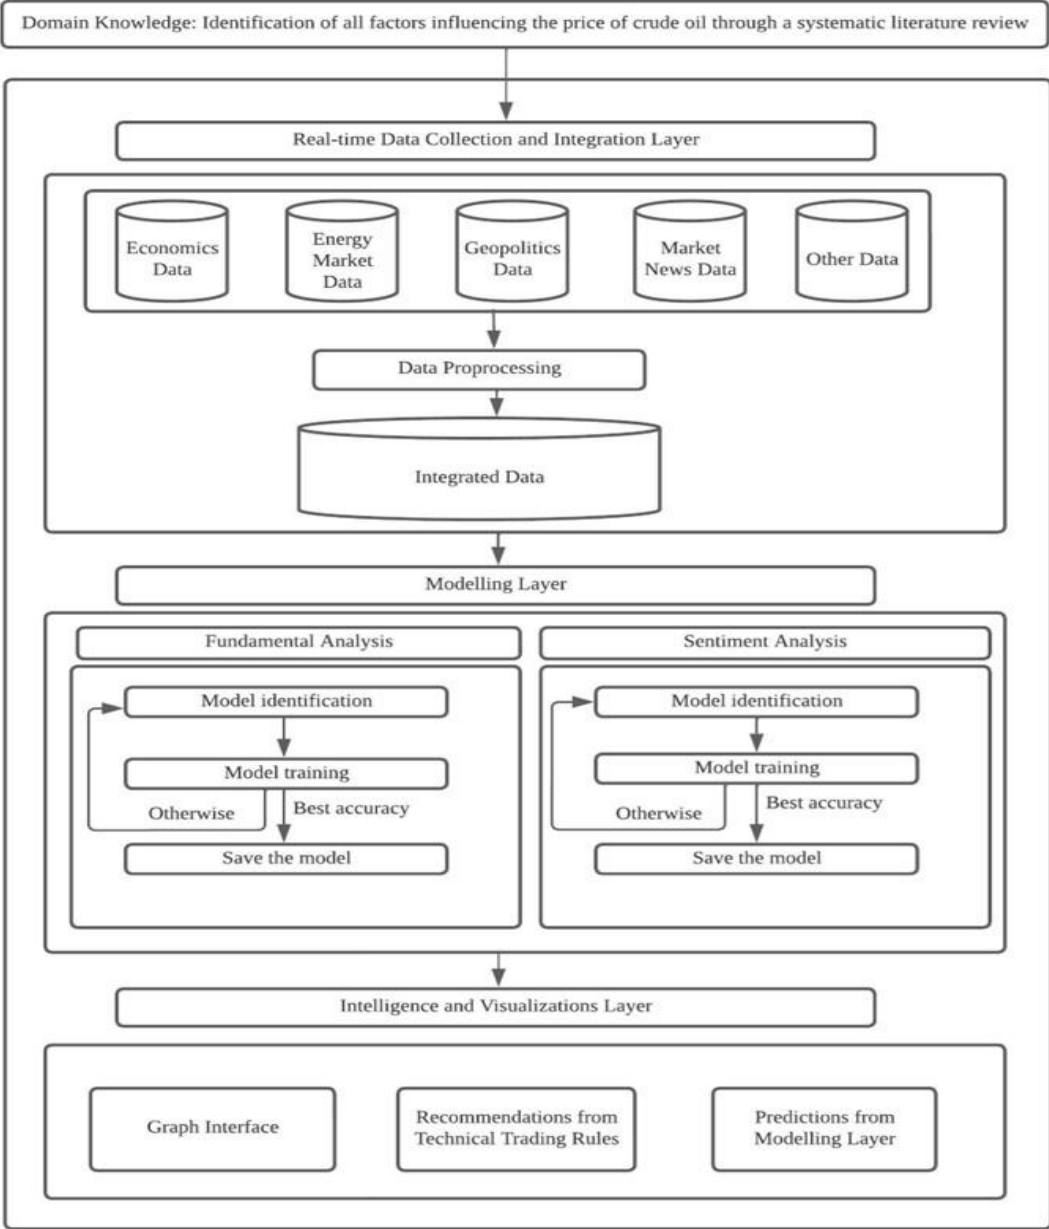 Domain Knowledge: Identification of all factors influencing the price of crude oil through a systematic literature review
Real-time Data Collection and Integration Layer
Economics
Data
Energy
Market
Data
Geopolitics
Data
Market
News Data
Other Data
Data Proprocessing
Integrated Data
Modelling Layer
Fundamental Analysis
Model identification
Model training
Otherwise
Best accuracy
Save the model
Sentiment Analysis
Model identification
Model training
Otherwise
Best accuracy
Save the model
Intelligence and Visualizations Layer
Graph Interface
Recommendations from
Technical Trading Rules
Predictions from
Modelling Layer